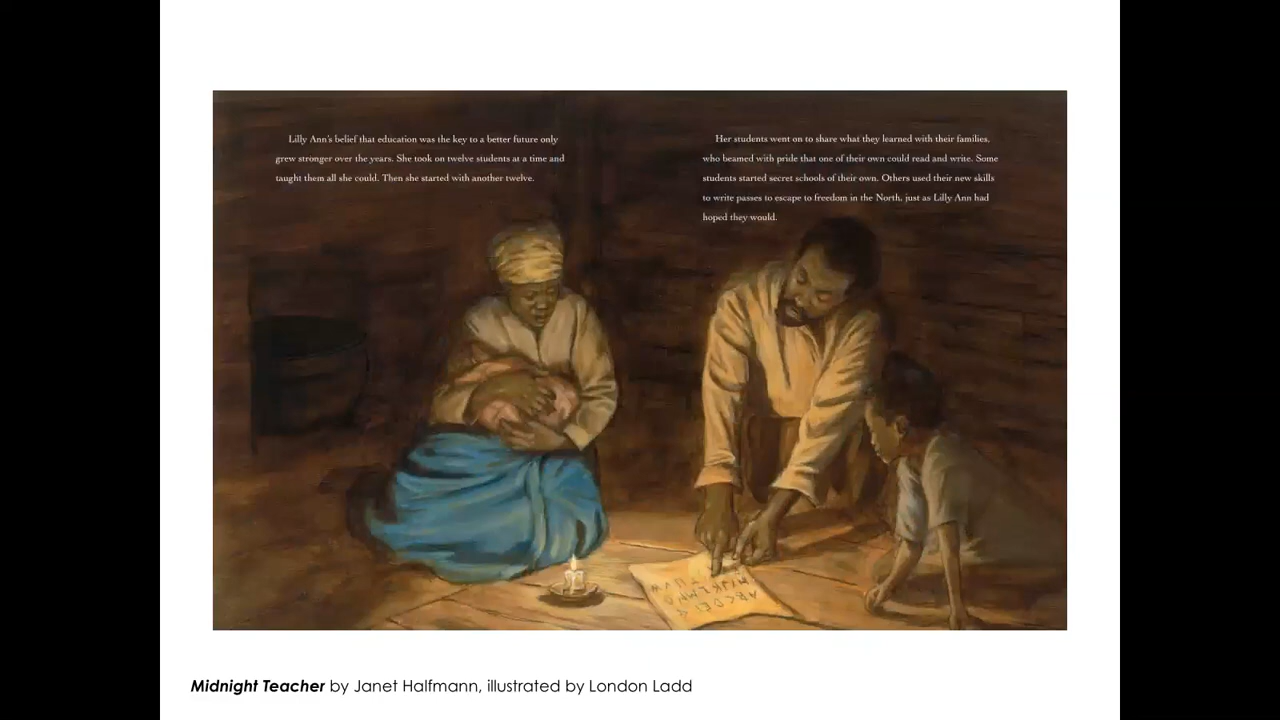 Lilly Ann's belief that education was the key to a better future only
grew stronger over the years. She took on twelve students at a time and
taught them all she could. Then she started with another twelve.
Her students went on to share what they learned with their families,
who beamed with pride that one of their own could read and write. Some
students started secret schools of their own. Others used their new skills
to write passes to escape to freedom in the North, just as Lilly Ann had
hoped they would.
Midnight Teacher by Janet Halfmann, illustrated by London Ladd